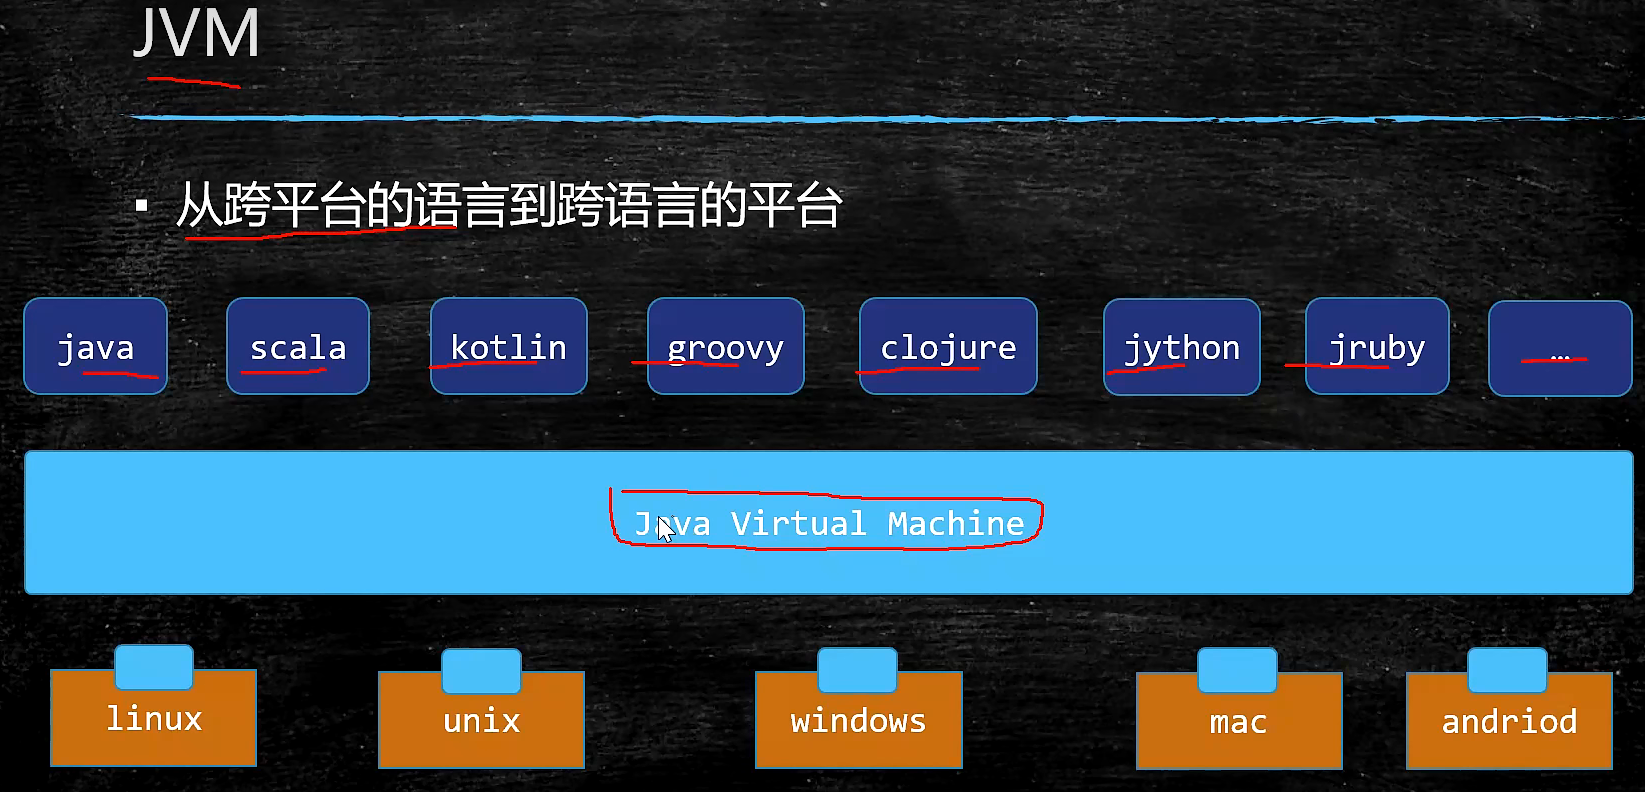 JVM
▪ 从跨平台的语言到跨语言的平台
java scala kotlin groovy clojure jython jruby …
Java Virtual Machine
linux unix windows mac andriod